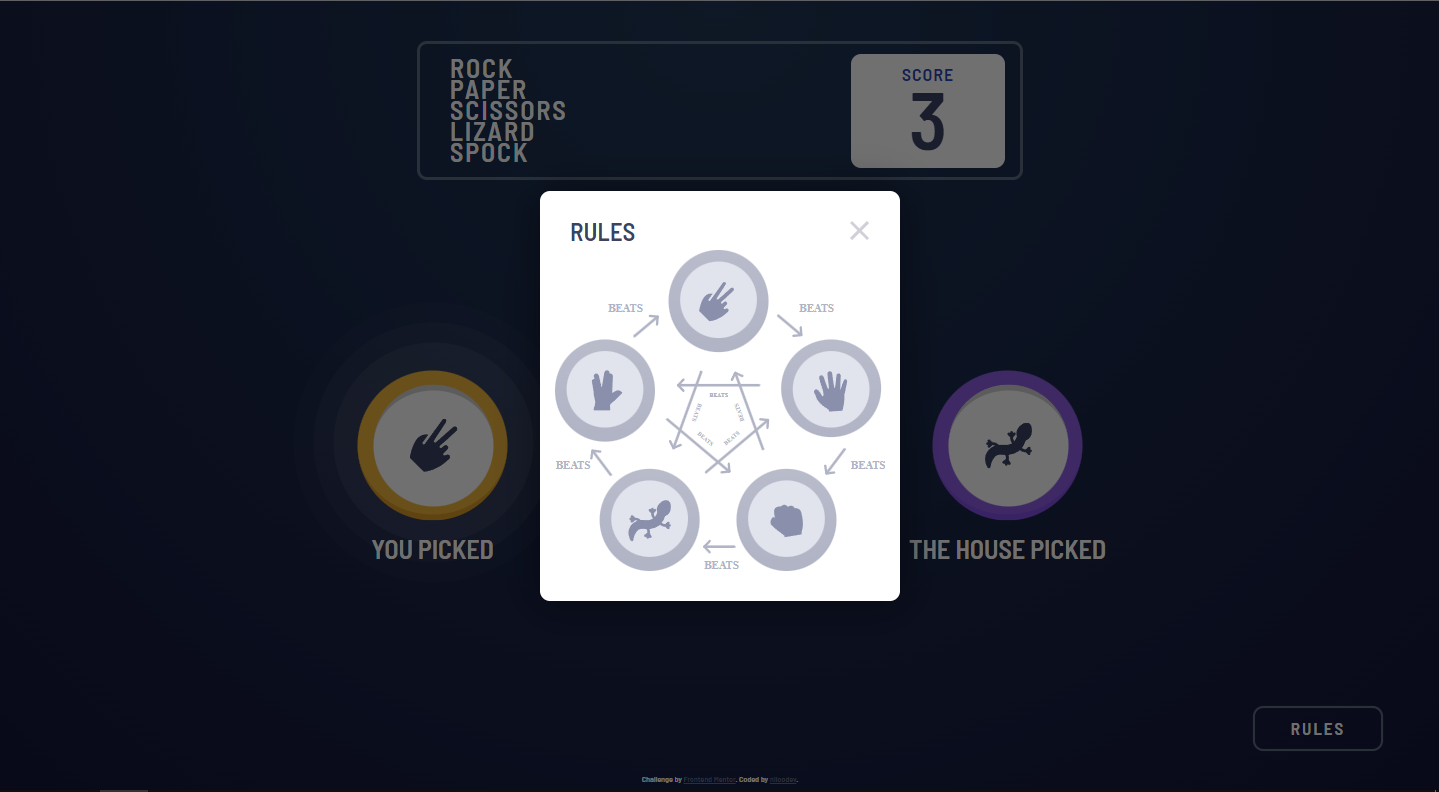 ROCK
PAPER
SCISSORS
LIZARD
SPOCK
SCORE
3
RULES
BEATS
BEATS
BEATS
BEATS
BEATS
BEATS
BEATS
BEATS
BEATS
BEATS
YOU PICKED
THE HOUSE PICKED
RULES
Challenge by Frontend Mentor. Coded by